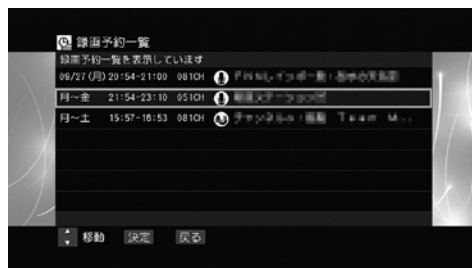 録画予約一覧
録画予約一覧を表示しています
09/27(月) 20:54-21:00 081CH
月～金 21:54-23:10 051CH
月～土 15:57-16:53 081CH
移動 決定 戻る